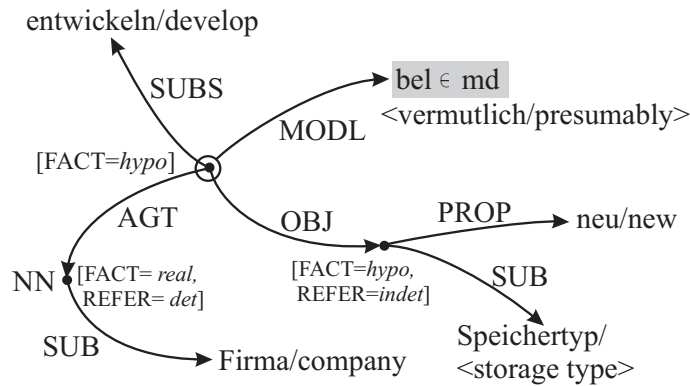 entwickeln/develop
SUBS
bel ∈ md
MODL
<vermutlich/presumably>
[FACT=hypo]
AGT
OBJ
PROP
neu/new
NN
[FACT= real,
REFER= det]
[FACT=hypo,
REFER=indet]
SUB
SUB
Firma/company
Speichertyp/
<storage type>